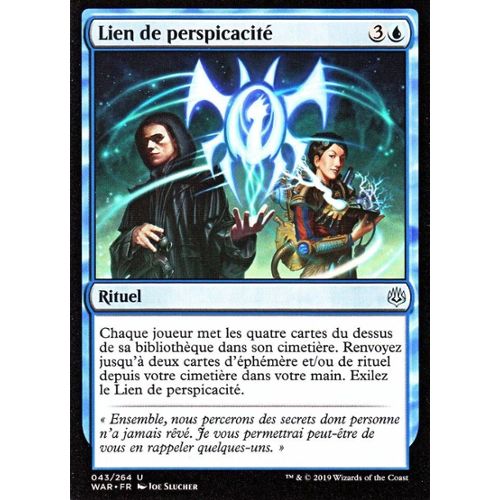 Lien de perspicacité 3
Rituel
Chaque joueur met les quatre cartes du dessus
de sa bibliothèque dans son cimetière. Renvoyez
jusqu'à deux cartes d'éphémère et/ou de rituel
depuis votre cimetière dans votre main. Exilez
le Lien de perspicacité.
« Ensemble, nous percerons des secrets dont personne
n'a jamais rêvé. Je vous permettrai peut-être de
vous en rappeler quelques-uns. »
043/264 U
WAR • FR Joe Slucher
™ & © 2019 Wizards of the Coast